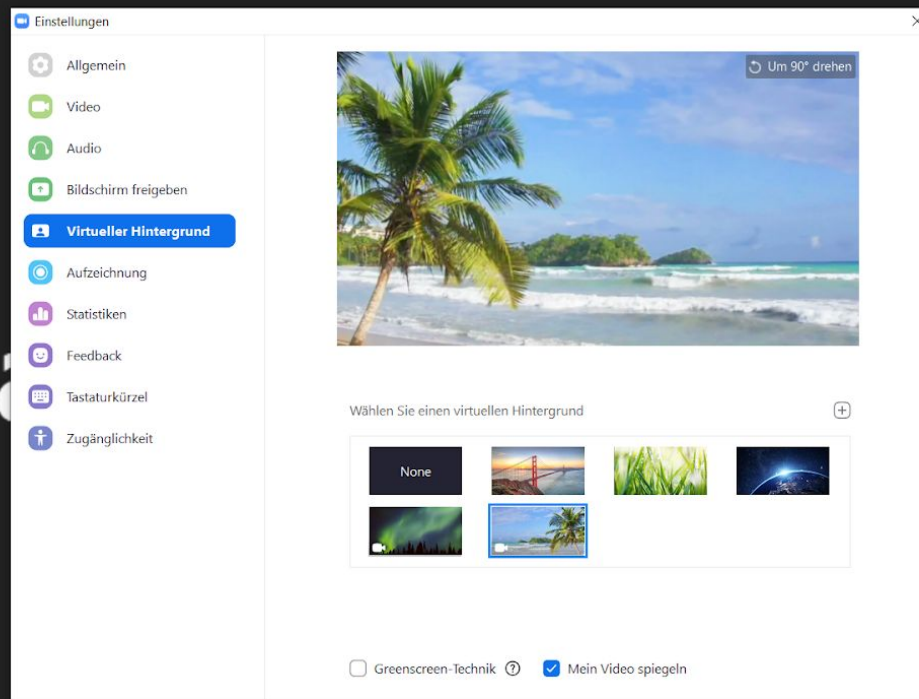 Einstellungen
Allgemein
Video
Audio
Bildschirm freigeben
Virtueller Hintergrund
Aufzeichnung
Statistiken
Feedback
Tastaturkürzel
Zugänglichkeit
Um 90° drehen
Wählen Sie einen virtuellen Hintergrund
None
Greenscreen-Technik
Mein Video spiegeln